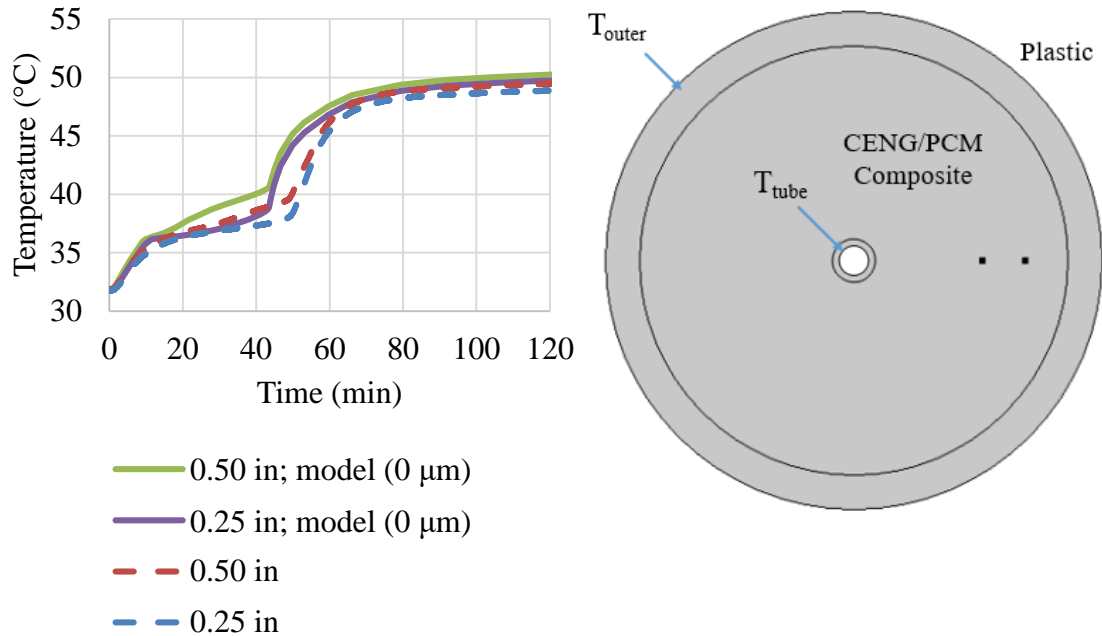 55
50
45
40
35
30
Temperature (°C)
0 20 40 60 80 100 120
Time (min)
0.50 in; model (0 μm)
0.25 in; model (0 μm)
0.50 in
0.25 in
Touter
Plastic
CENG/PCM
Composite
Ttube